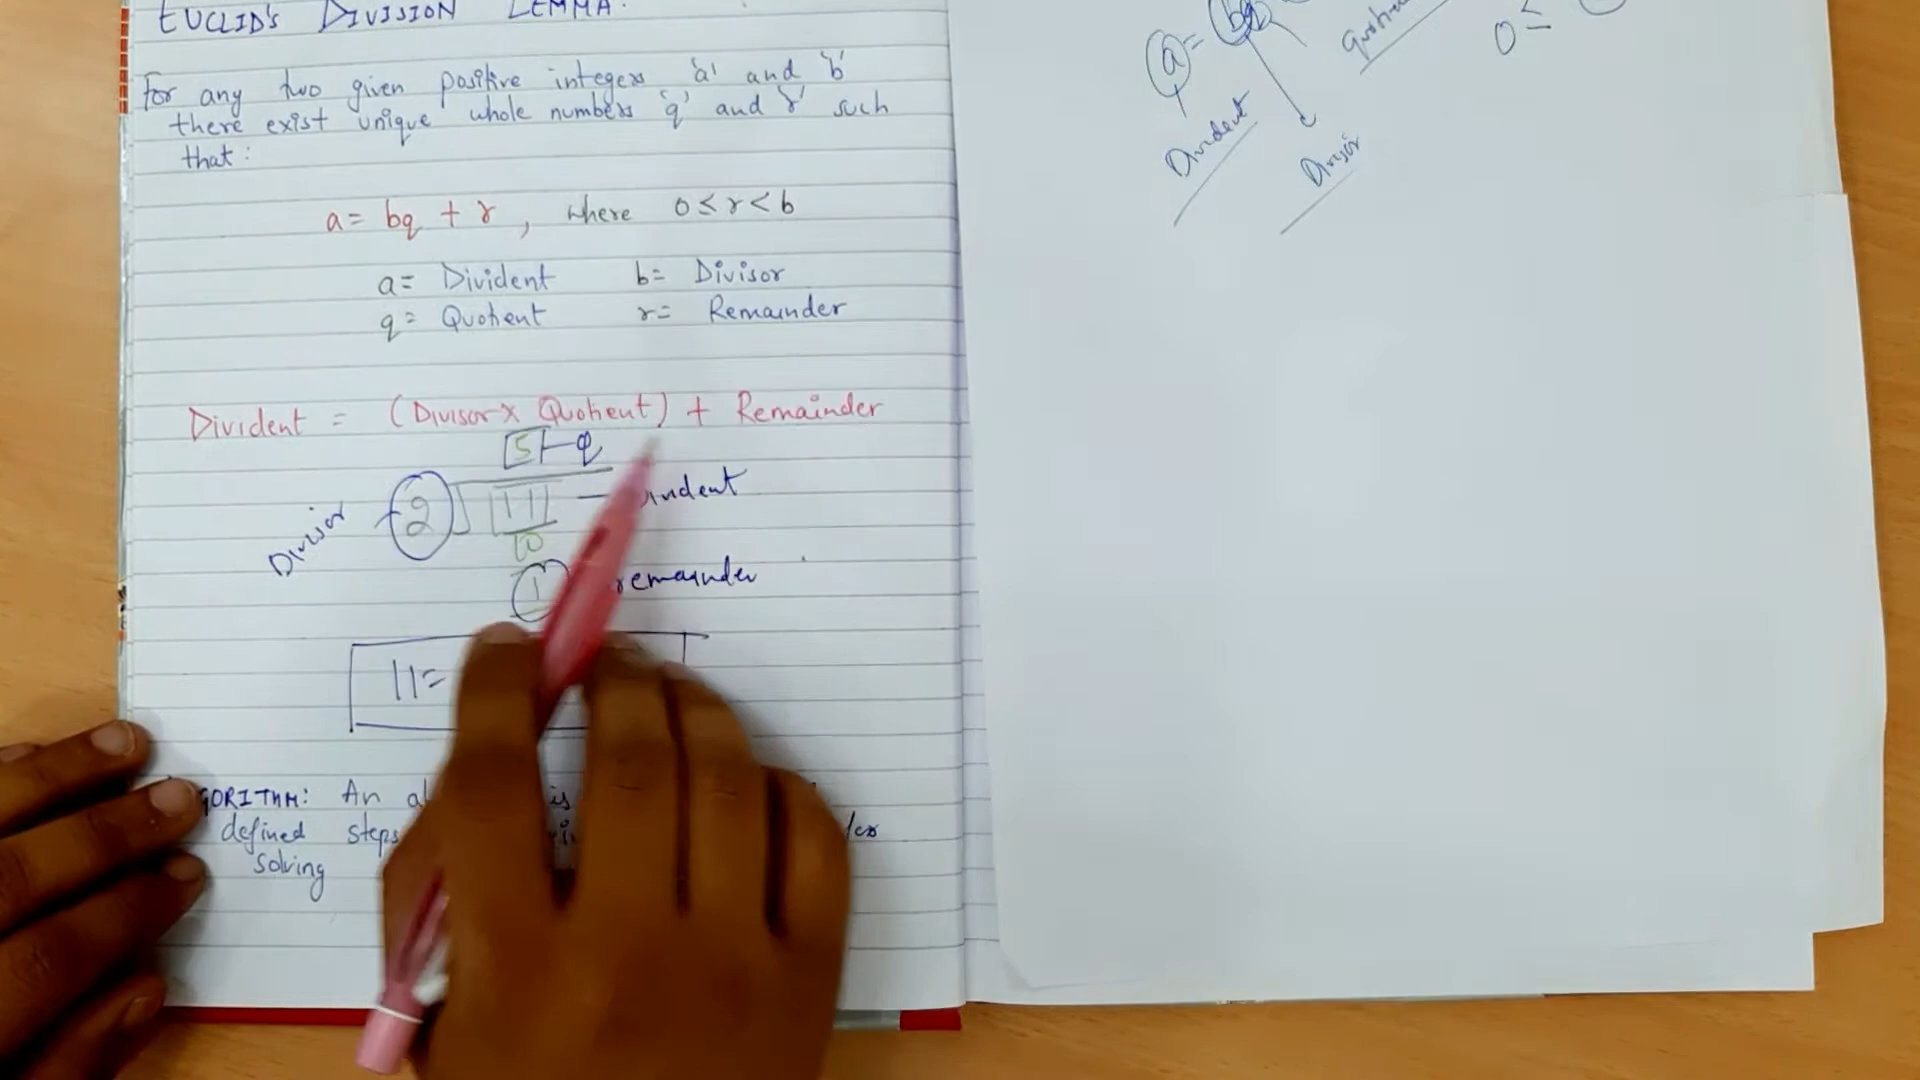 EUCLID'S DIVISION LEMMA:
For any two given positive integers 'a' and 'b'
there exist unique whole numbers 'q' and 'r' such
that:
a = bq + r, where 0 ≤ r < b
a = Divident b = Divisor
q = Quotient r = Remainder
Divident = (Divisor x Quotient) + Remainder
5 - q
Divisor 2 11
10
1 remainder
11 =
An is
defined steps
solving
a = bq Quotie
0 ≤
Divident
Divisor